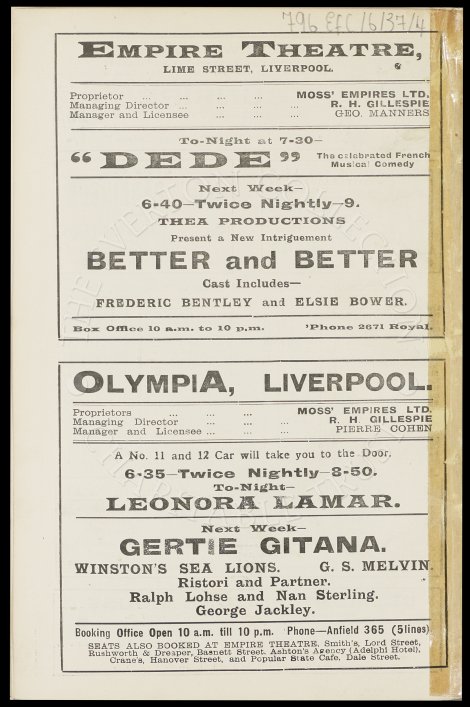 796 EFC/6/37/4
EMPIRE THEATRE,
LIME STREET, LIVERPOOL.
Proprietor ... ... ... ... MOSS' EMPIRES LTD.
Managing Director ... ... ... ... R. H. GILLESPIE
Manager and Licensee ... ... ... GEO. MANNERS
To-Night at 7-30—
"DEDE" The celebrated French
Musical Comedy
Next Week—
6-40—Twice Nightly—9.
THEA PRODUCTIONS
Present a New Intriguement
BETTER and BETTER
Cast Includes—
FREDERIC BENTLEY and ELSIE BOWER.
Box Office 10 a.m. to 10 p.m. 'Phone 2671 Royal.
OLYMPIA, LIVERPOOL.
Proprietors ... ... ... MOSS' EMPIRES LTD.
Managing Director ... ... ... R. H. GILLESPIE
Manager and Licensee ... ... ... PIERRE COHEN
A No. 11 and 12 Car will take you to the Door.
6-35—Twice Nightly—8-50.
To-Night—
LEONORA LAMAR.
Next Week—
GERTIE GITANA.
WINSTON'S SEA LIONS. G. S. MELVIN.
Ristori and Partner.
Ralph Lohse and Nan Sterling.
George Jackley.
Booking Office Open 10 a.m. till 10 p.m. Phone—Anfield 365 (5lines)
SEATS ALSO BOOKED AT EMPIRE THEATRE, Smith's, Lord Street,
Rushworth & Dreaper, Basnett Street. Ashton's Agency (Adelphi Hotel),
Crane's, Hanover Street, and Popular State Cafe, Dale Street.
THE EVERTON COLLECTION